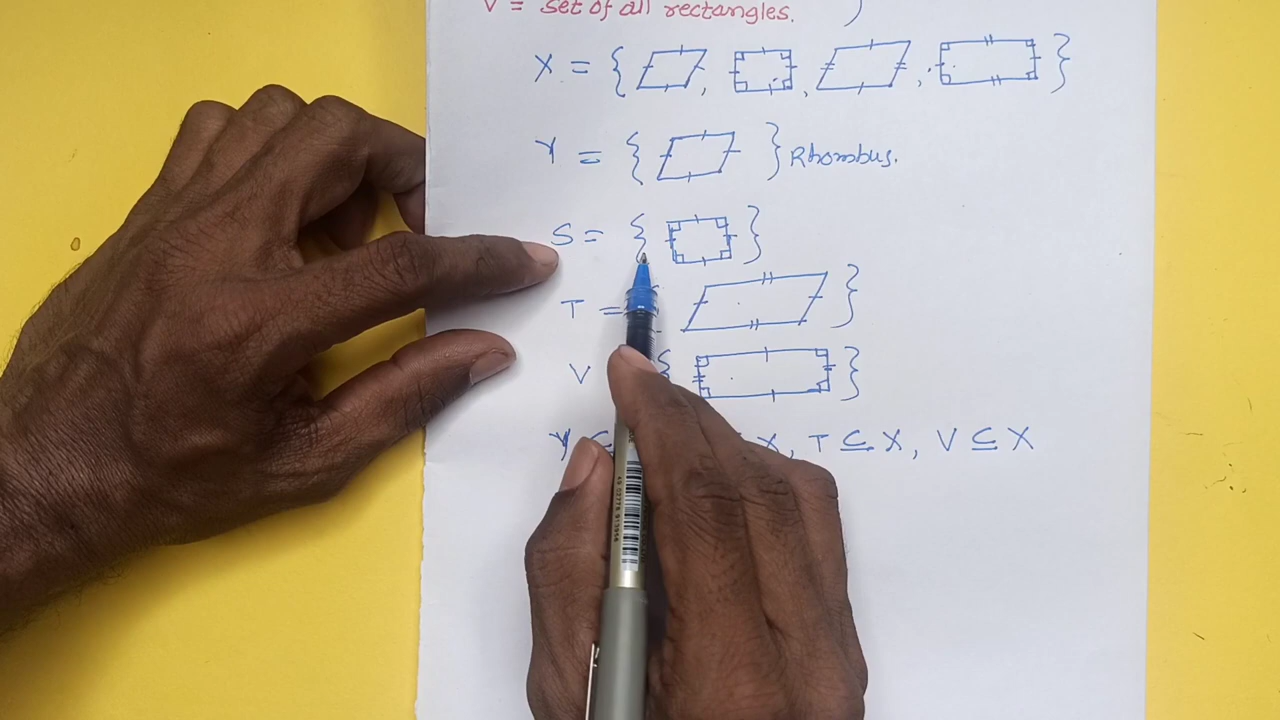 V = Set of all rectangles. )
X = { , , , }
Y = { } Rhombus.
S = { }
T = }
V { }
Y ⊆ X, T ⊆ X, V ⊆ X